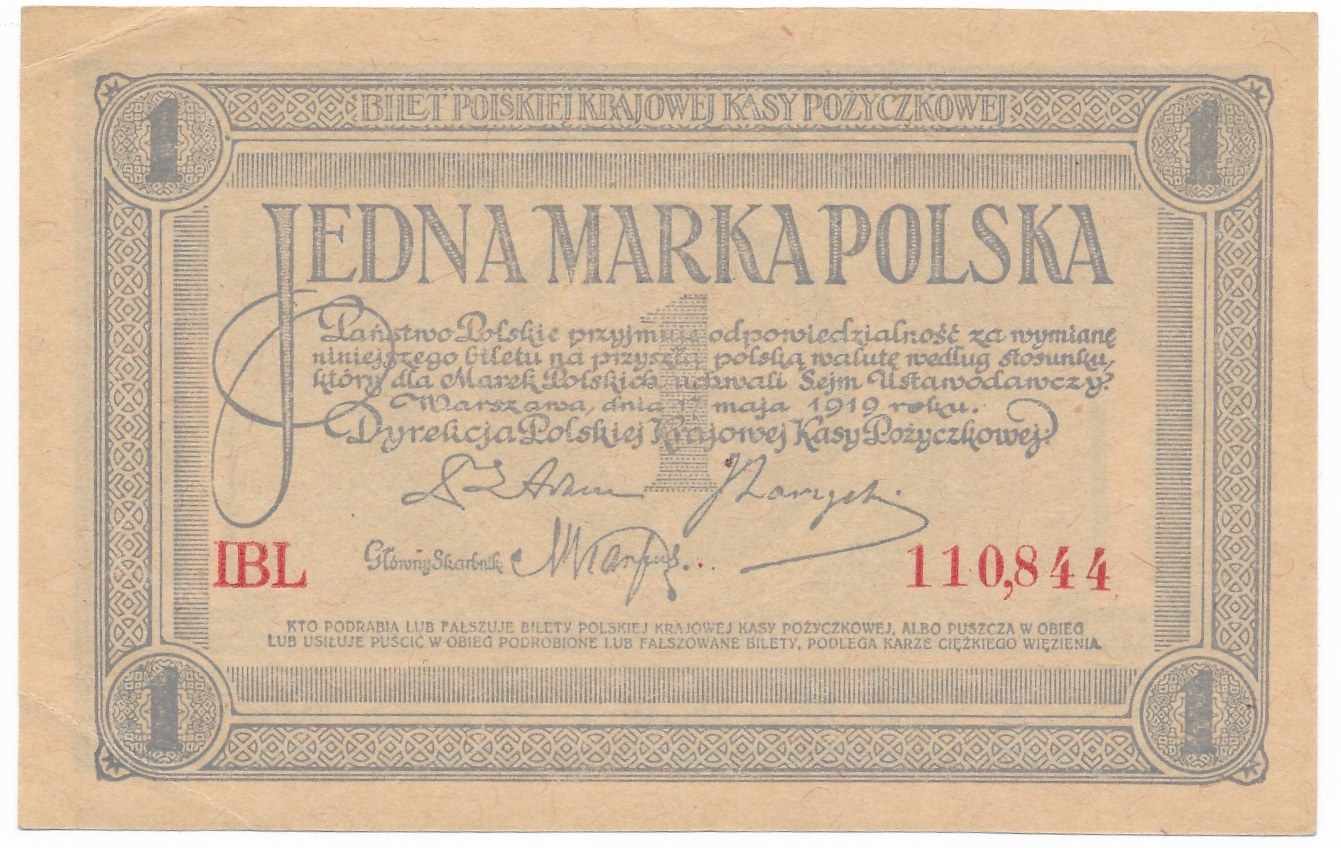 1 BILET POLSKIEJ KRAJOWEJ KASY POŻYCZKOWEJ 1
JEDNA MARKA POLSKA
1
Państwo Polskie przyjmuje odpowiedzialność za wymianę
niniejszego biletu na przyszłą polską walutę według stosunku,
który dla Marek Polskich uchwali Sejm Ustawodawczy.
Warszawa, dnia 17 maja 1919 roku.
Dyrekcja Polskiej Krajowej Kasy Pożyczkowej:
Główny Skarbnik
IBL 110,844
KTO PODRABIA LUB FAŁSZUJE BILETY POLSKIEJ KRAJOWEJ KASY POŻYCZKOWEJ, ALBO PUSZCZA W OBIEG
LUB USIŁUJE PUŚCIĆ W OBIEG PODROBIONE LUB FAŁSZOWANE BILETY, PODLEGA KARZE CIĘŻKIEGO WIĘZIENIA.
1 1